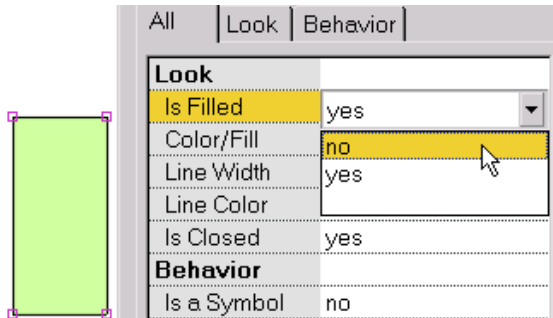 All Look Behavior
Look
Is Filled yes
Color/Fill no
Line Width yes
Line Color
Is Closed yes
Behavior
Is a Symbol no